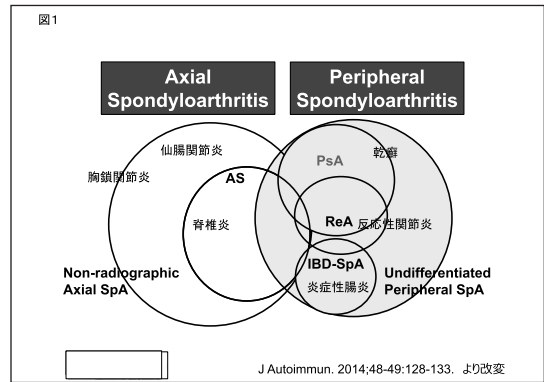 図1
Axial
Spondyloarthritis
Peripheral
Spondyloarthritis
仙腸関節炎
胸鎖関節炎
AS
脊椎炎
PsA
乾癬
ReA 反応性関節炎
IBD-SpA
炎症性腸炎
Non-radiographic
Axial SpA
Undifferentiated
Peripheral SpA
J Autoimmun. 2014;48-49:128-133. より改変